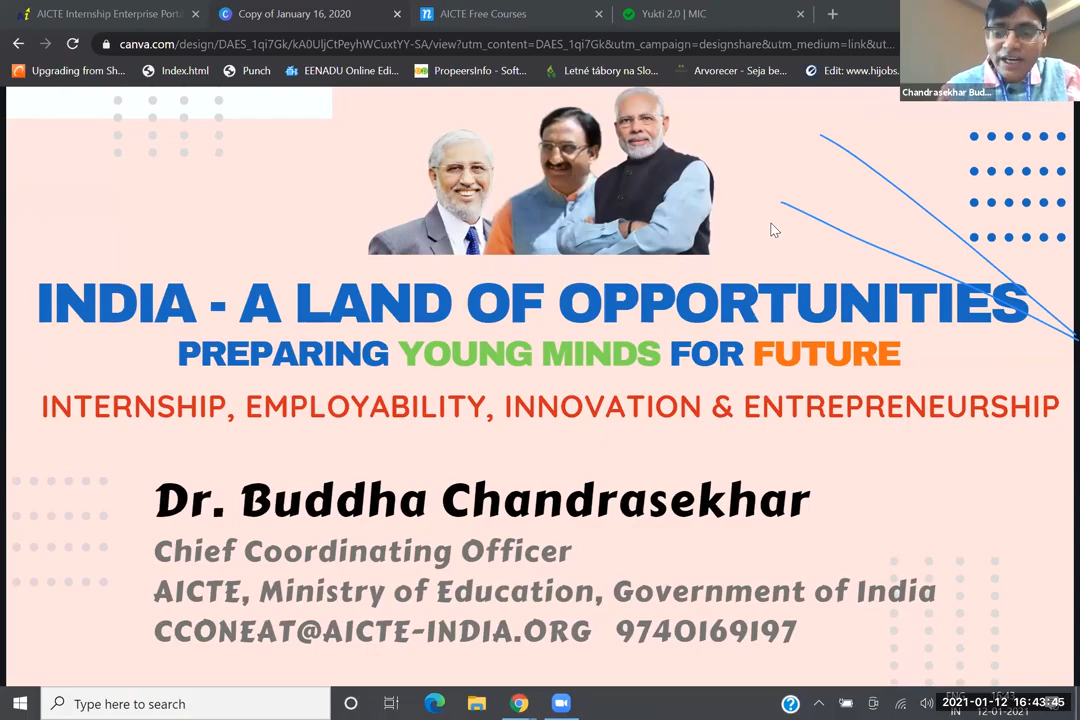 AICTE Internship Enterprise Porta
Copy of January 16, 2020
AICTE Free Courses
Yukti 2.0 | MIC
canva.com/design/DAES_1qi7Gk/kA0UljCtPeyhWCuxtYY-SA/view?utm_content=DAES_1qi7Gk&utm_campaign=designshare&utm_medium=link&ut...
Upgrading from Sh...
Index.html
Punch
EENADU Online Edi...
PropeersInfo - Soft...
Letné tábory na Slo...
Arvorecer - Seja be...
Edit: www.hijobs.
Chandrasekhar Bud...
INDIA - A LAND OF OPPORTUNITIES
PREPARING YOUNG MINDS FOR FUTURE
INTERNSHIP, EMPLOYABILITY, INNOVATION & ENTREPRENEURSHIP
Dr. Buddha Chandrasekhar
Chief Coordinating Officer
AICTE, Ministry of Education, Government of India
CCONEAT@AICTE-INDIA.ORG 9740169197
Type here to search
2021-01-12 16:43:45